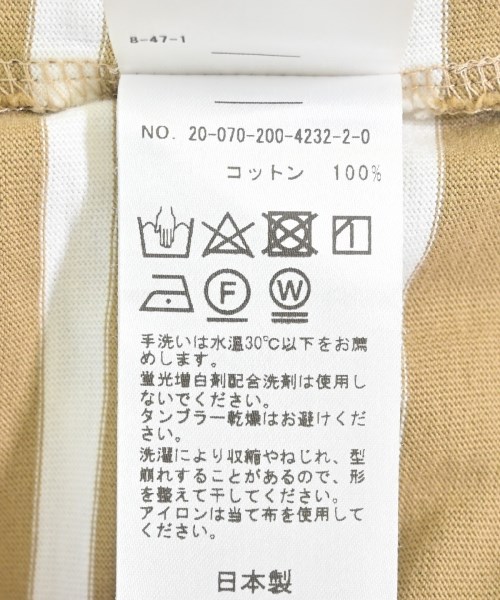 B-47-1
NO. 20-070-200-4232-2-0
コットン 100%
F W
手洗いは水温30℃以下をお薦
めします。
蛍光増白剤配合洗剤は使用し
ないでください。
タンブラー乾燥はお避けくだ
さい。
洗濯により収縮やねじれ、型
崩れすることがあるので、形
を整えて干してください。
アイロンは当て布を使用して
ください。
日本製